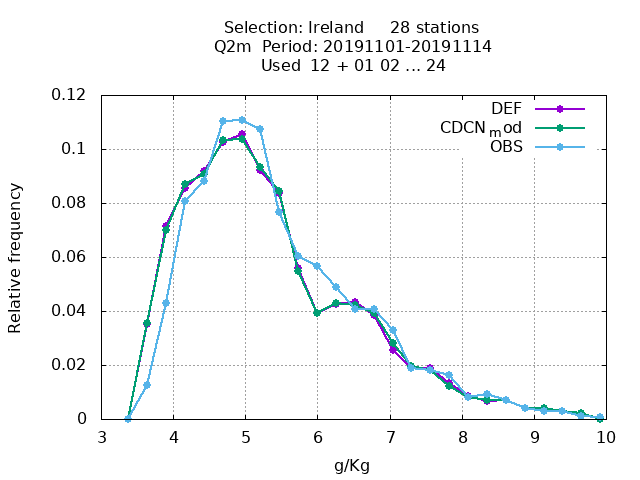 Selection: Ireland     28 stations
Q2m  Period: 20191101-20191114
Used  12 + 01 02 ... 24
DEF
CDCN_mod
OBS
0.12
0.1
0.08
0.06
0.04
0.02
0
Relative frequency
3 4 5 6 7 8 9 10
g/Kg